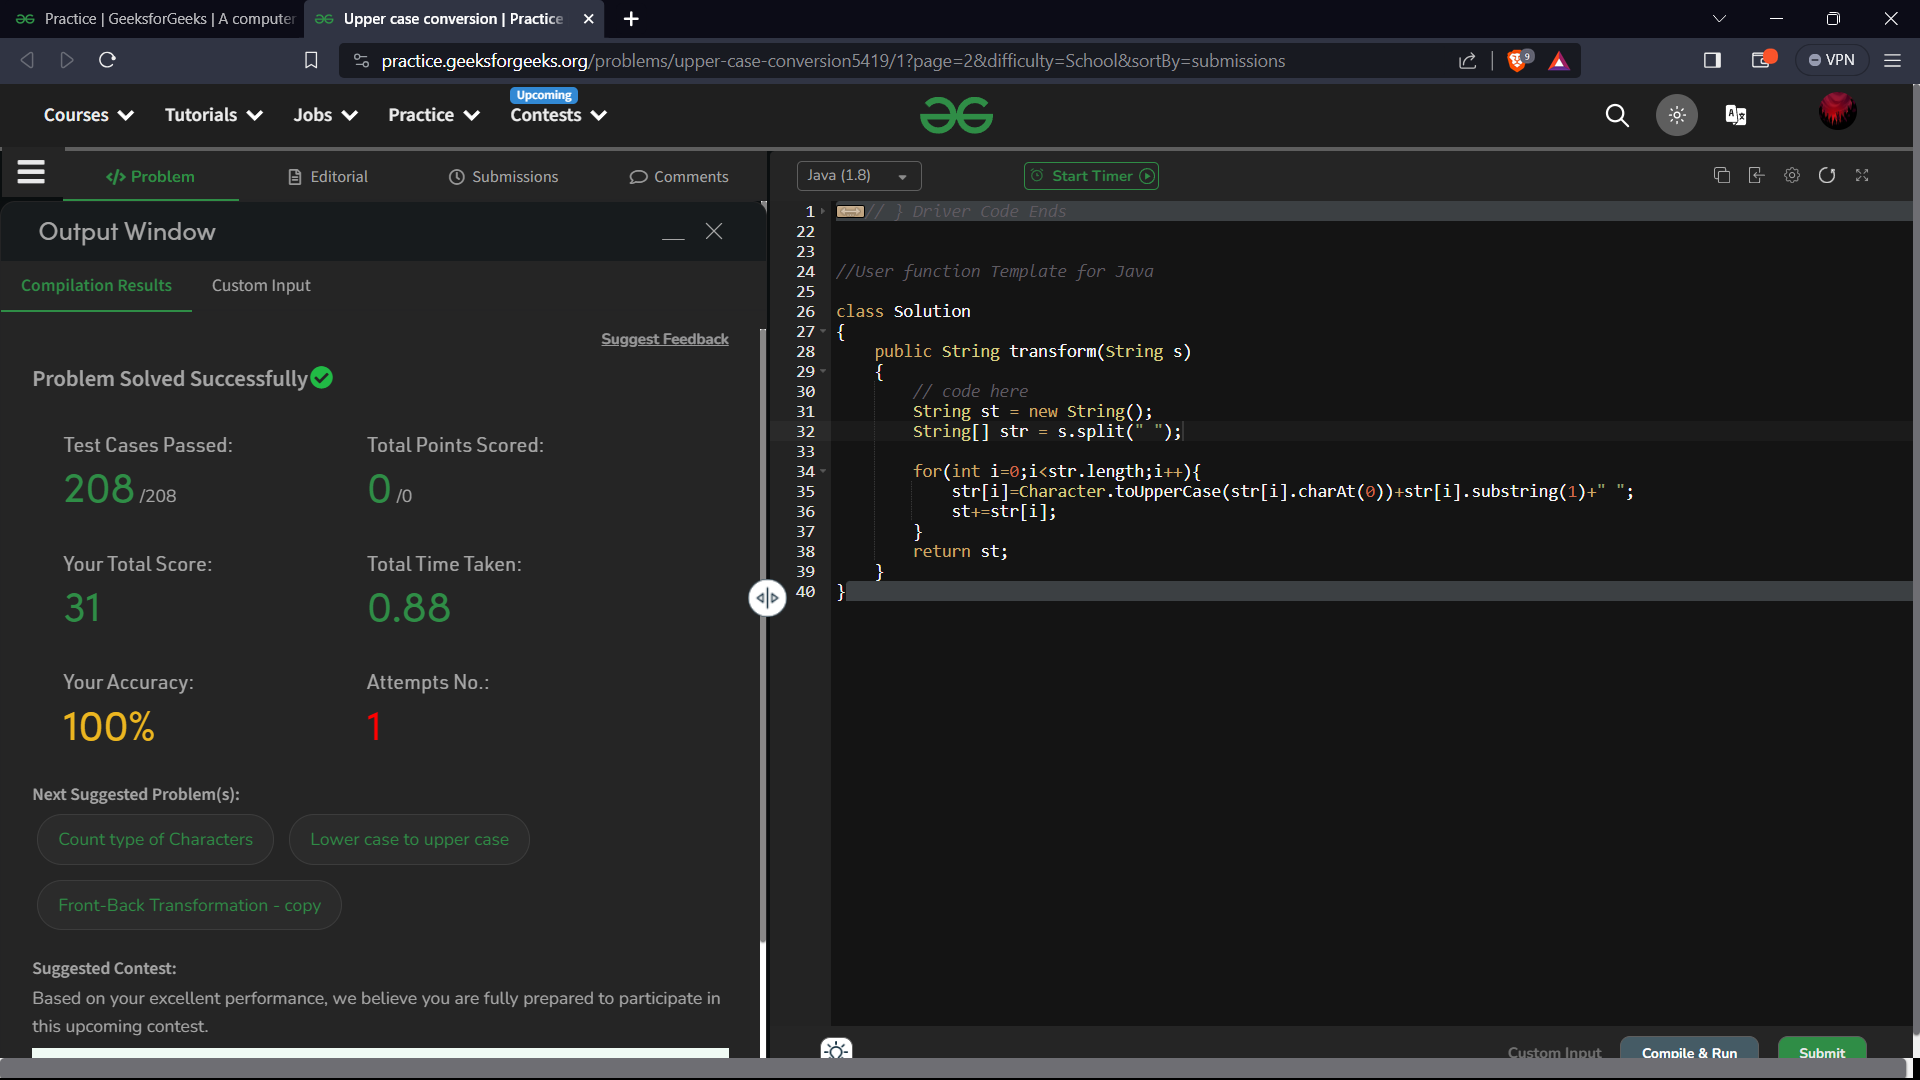 Practice | GeeksforGeeks | A computer
Upper case conversion | Practice
practice.geeksforgeeks.org/problems/upper-case-conversion5419/1?page=2&difficulty=School&sortBy=submissions
9
VPN
Courses
Tutorials
Jobs
Practice
Upcoming
Contests
</> Problem
Editorial
Submissions
Comments
Java (1.8)
Start Timer
Output Window
Compilation Results
Custom Input
Suggest Feedback
Problem Solved Successfully
Test Cases Passed:
208 /208
Total Points Scored:
0 /0
Your Total Score:
31
Total Time Taken:
0.88
Your Accuracy:
100%
Attempts No.:
1
Next Suggested Problem(s):
Count type of Characters
Lower case to upper case
Front-Back Transformation - copy
Suggested Contest:
Based on your excellent performance, we believe you are fully prepared to participate in
this upcoming contest.
1 // } Driver Code Ends
22
23
24 //User function Template for Java
25
26 class Solution
27 {
28 public String transform(String s)
29 {
30 // code here
31 String st = new String();
32 String[] str = s.split(" ");
33
34 for(int i=0;i<str.length;i++){
35 str[i]=Character.toUpperCase(str[i].charAt(0))+str[i].substring(1)+" ";
36 st+=str[i];
37 }
38 return st;
39 }
40 }
Custom Input
Compile & Run
Submit